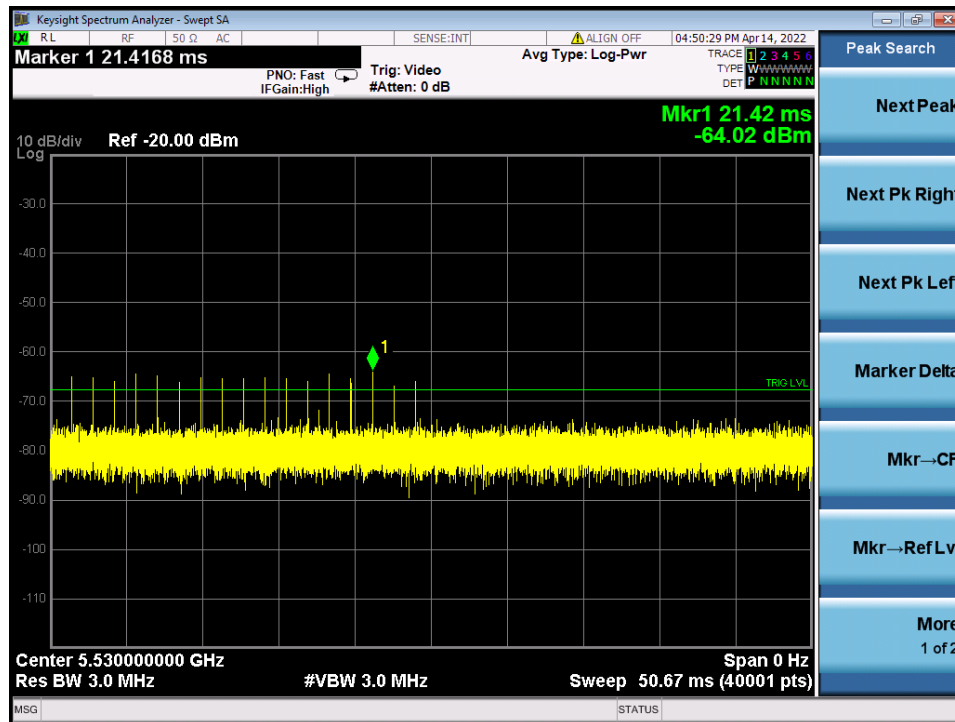 Keysight Spectrum Analyzer - Swept SA
LXI RL RF 50 Ω AC SENSE:INT ALIGN OFF 04:50:29 PM Apr 14, 2022
Marker 1 21.4168 ms
PNO: Fast
IFGain:High
Trig: Video
#Atten: 0 dB
Avg Type: Log-Pwr
TRACE 1 2 3 4 5 6
TYPE WWWWWW
DET P N N N N N
Mkr1 21.42 ms
-64.02 dBm
10 dB/div
Log
Ref -20.00 dBm
-30.0
-40.0
-50.0
-60.0
1
TRIG LVL
-70.0
-80.0
-90.0
-100
-110
Center 5.530000000 GHz
Span 0 Hz
Res BW 3.0 MHz
#VBW 3.0 MHz
Sweep 50.67 ms (40001 pts)
MSG
STATUS
Peak Search
Next Peak
Next Pk Right
Next Pk Left
Marker Delta
Mkr→CF
Mkr→Ref Lv
More
1 of 2